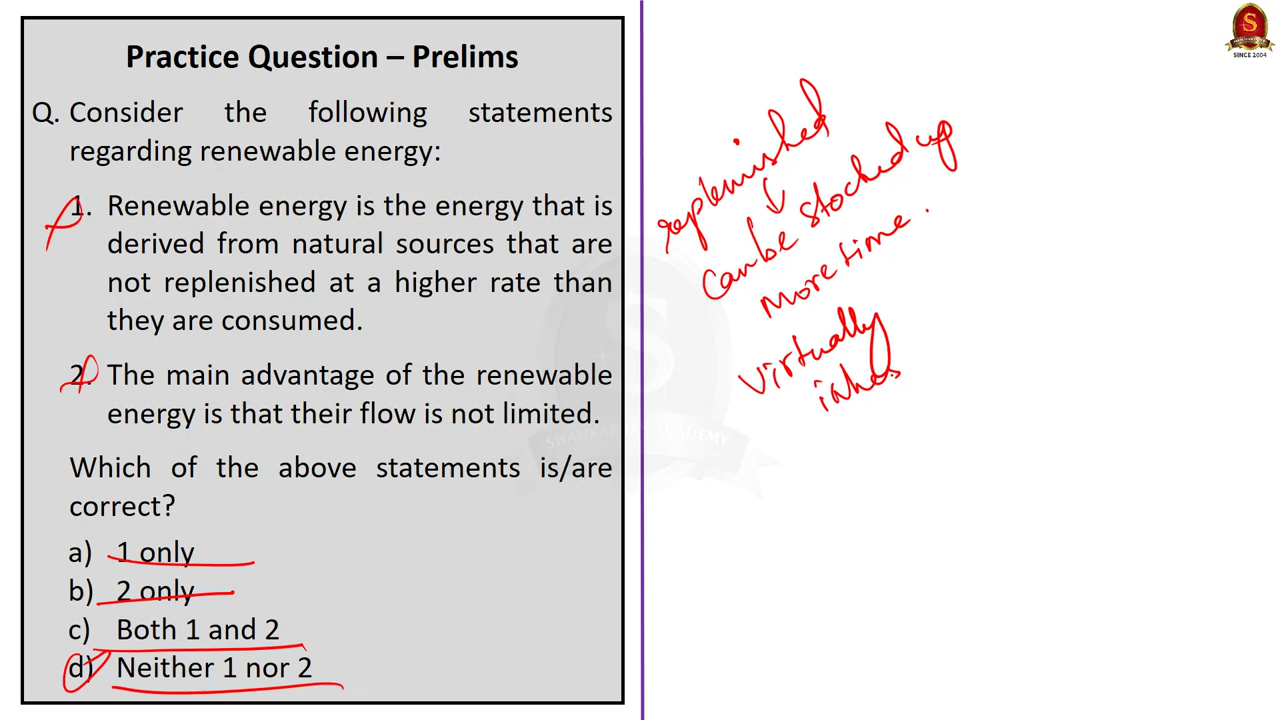 Practice Question – Prelims
Q. Consider the following statements
regarding renewable energy:
1. Renewable energy is the energy that is
derived from natural sources that are
not replenished at a higher rate than
they are consumed.
2. The main advantage of the renewable
energy is that their flow is not limited.
Which of the above statements is/are
correct?
a) 1 only
b) 2 only
c) Both 1 and 2
d) Neither 1 nor 2
replenished
can be stocked up
more time.
virtually
S
SINCE 2004